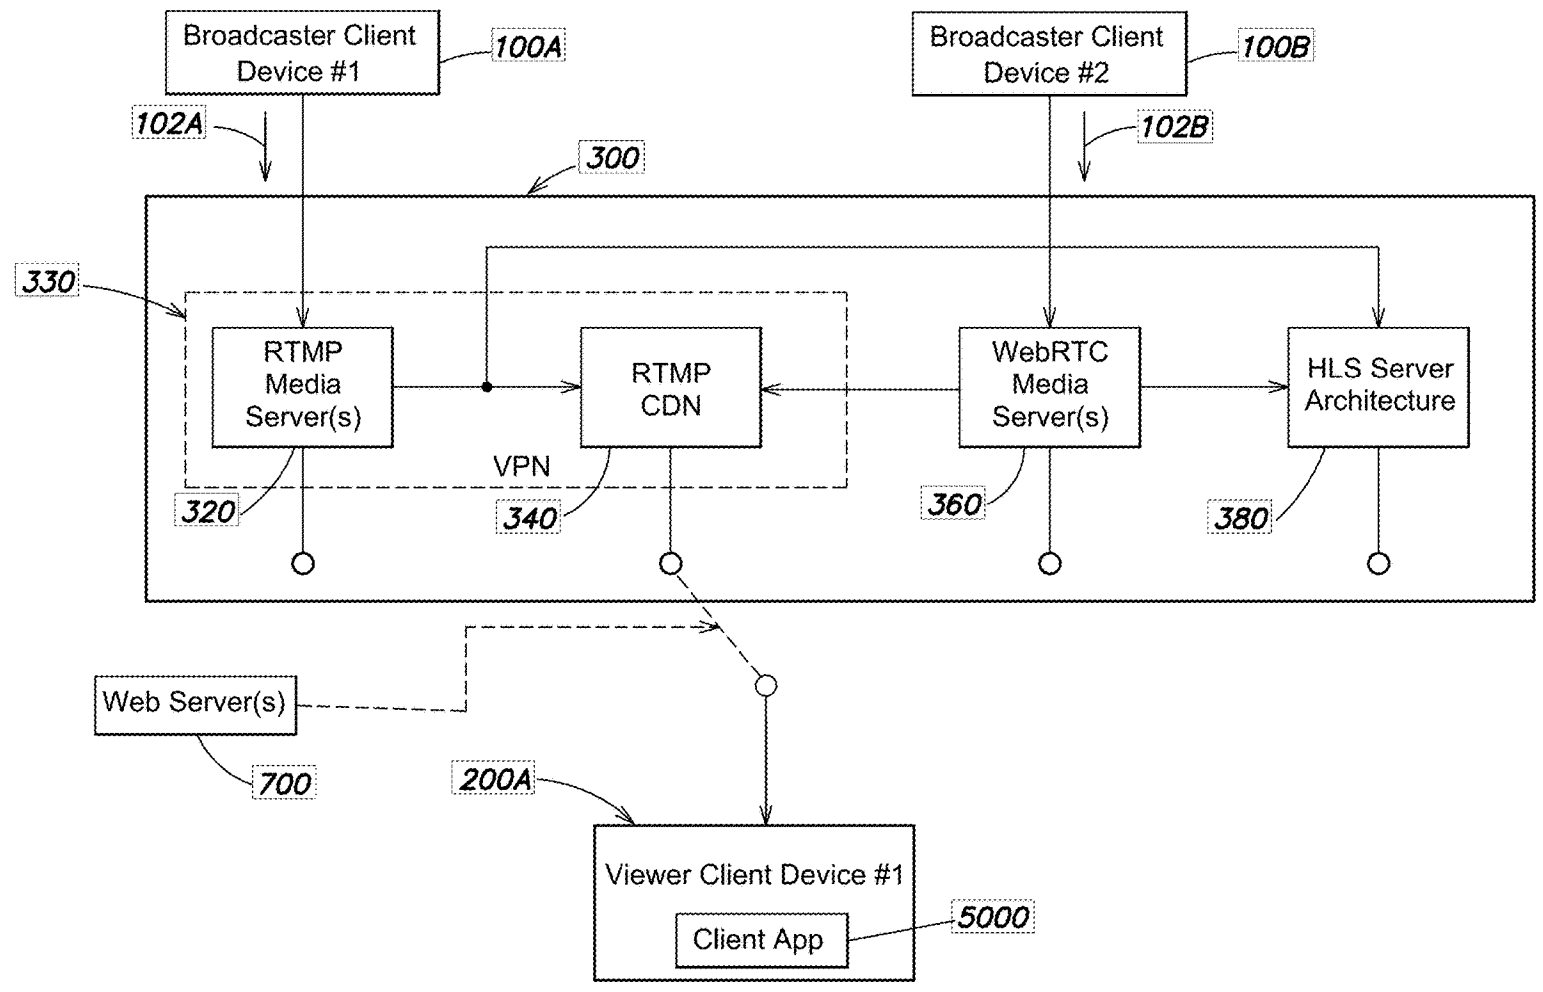 Broadcaster Client
Device #1
100A
Broadcaster Client
Device #2
100B
102A
102B
300
330
RTMP
Media
Server(s)
RTMP
CDN
WebRTC
Media
Server(s)
HLS Server
Architecture
VPN
320
340
360
380
Web Server(s)
700
200A
Viewer Client Device #1
Client App
5000